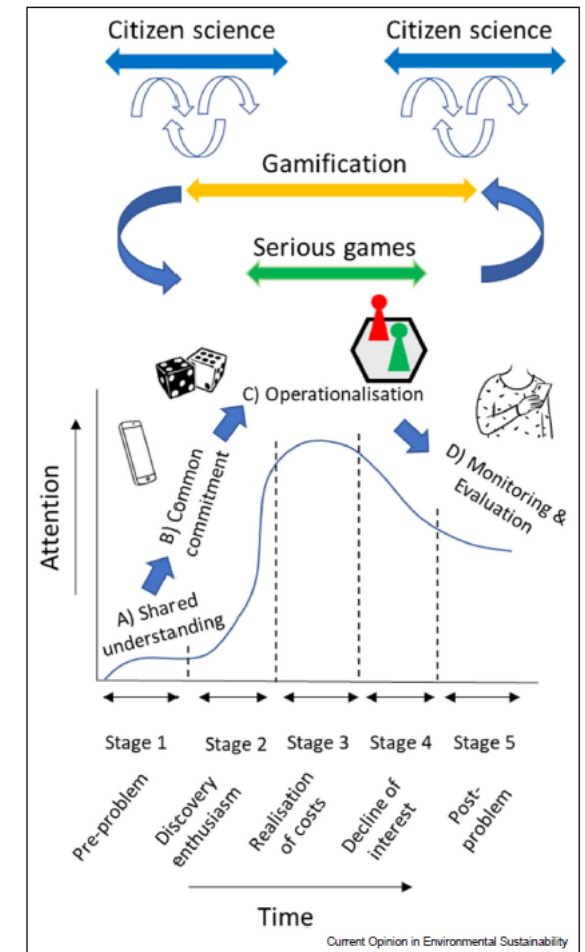 Citizen science
Citizen science
Gamification
Serious games
C) Operationalisation
B) Common
commitment
D) Monitoring &
Evaluation
A) Shared
understanding
Attention
Stage 1
Stage 2
Stage 3
Stage 4
Stage 5
Pre-problem
Discovery
enthusiasm
Realisation
of costs
Decline of
interest
Post-
problem
Time
Current Opinion in Environmental Sustainability